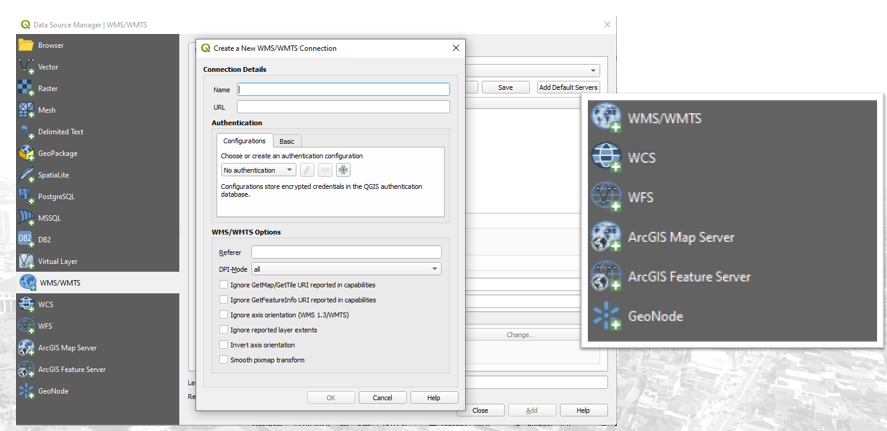 Data Source Manager | WMS/WMTS
Browser
Vector
Raster
Mesh
Delimited Text
GeoPackage
SpatiaLite
PostgreSQL
MSSQL
DB2
DB2
Virtual Layer
WMS/WMTS
WCS
WFS
ArcGIS Map Server
ArcGIS Feature Server
GeoNode
Create a New WMS/WMTS Connection
Connection Details
Name
URL
Authentication
Configurations
Basic
Choose or create an authentication configuration
No authentication
Configurations store encrypted credentials in the QGIS authentication
database.
WMS/WMTS Options
Referer
DPI-Mode all
Ignore GetMap/GetTile URI reported in capabilities
Ignore GetFeatureInfo URI reported in capabilities
Ignore axis orientation (WMS 1.3/WMTS)
Ignore reported layer extents
Invert axis orientation
Smooth pixmap transform
OK
Cancel
Help
Save
Add Default Servers
Change...
La
Re
Close
Add
Help
WMS/WMTS
WCS
WFS
ArcGIS Map Server
ArcGIS Feature Server
GeoNode